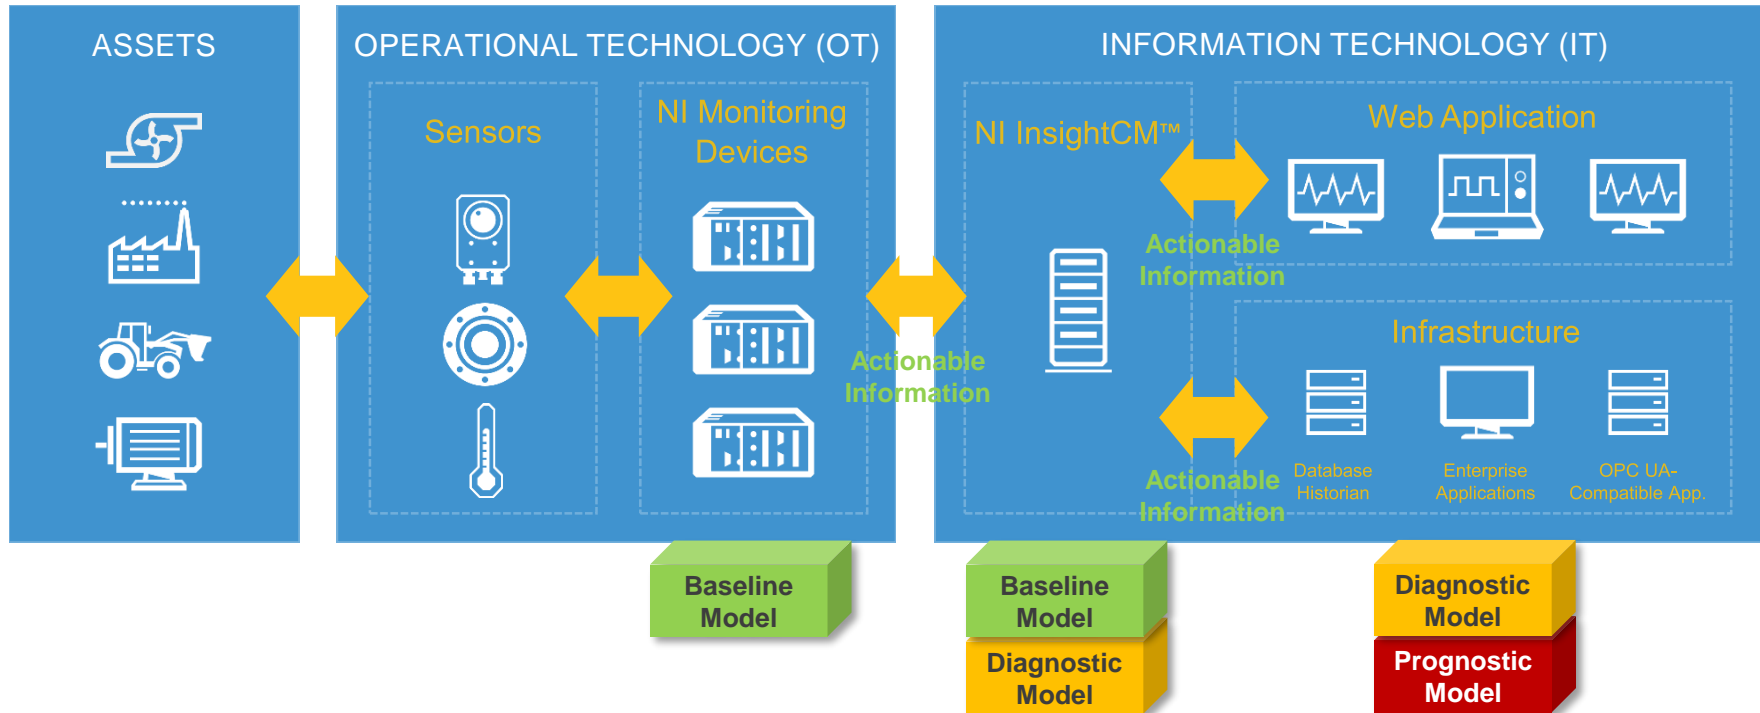 ASSETS
OPERATIONAL TECHNOLOGY (OT)
INFORMATION TECHNOLOGY (IT)
Sensors
NI Monitoring
Devices
NI InsightCM™
Web Application
Actionable
Information
Actionable
Information
Infrastructure
Database
Historian
Enterprise
Applications
OPC UA-
Compatible App.
Actionable
Information
Baseline
Model
Baseline
Model
Diagnostic
Model
Diagnostic
Model
Prognostic
Model